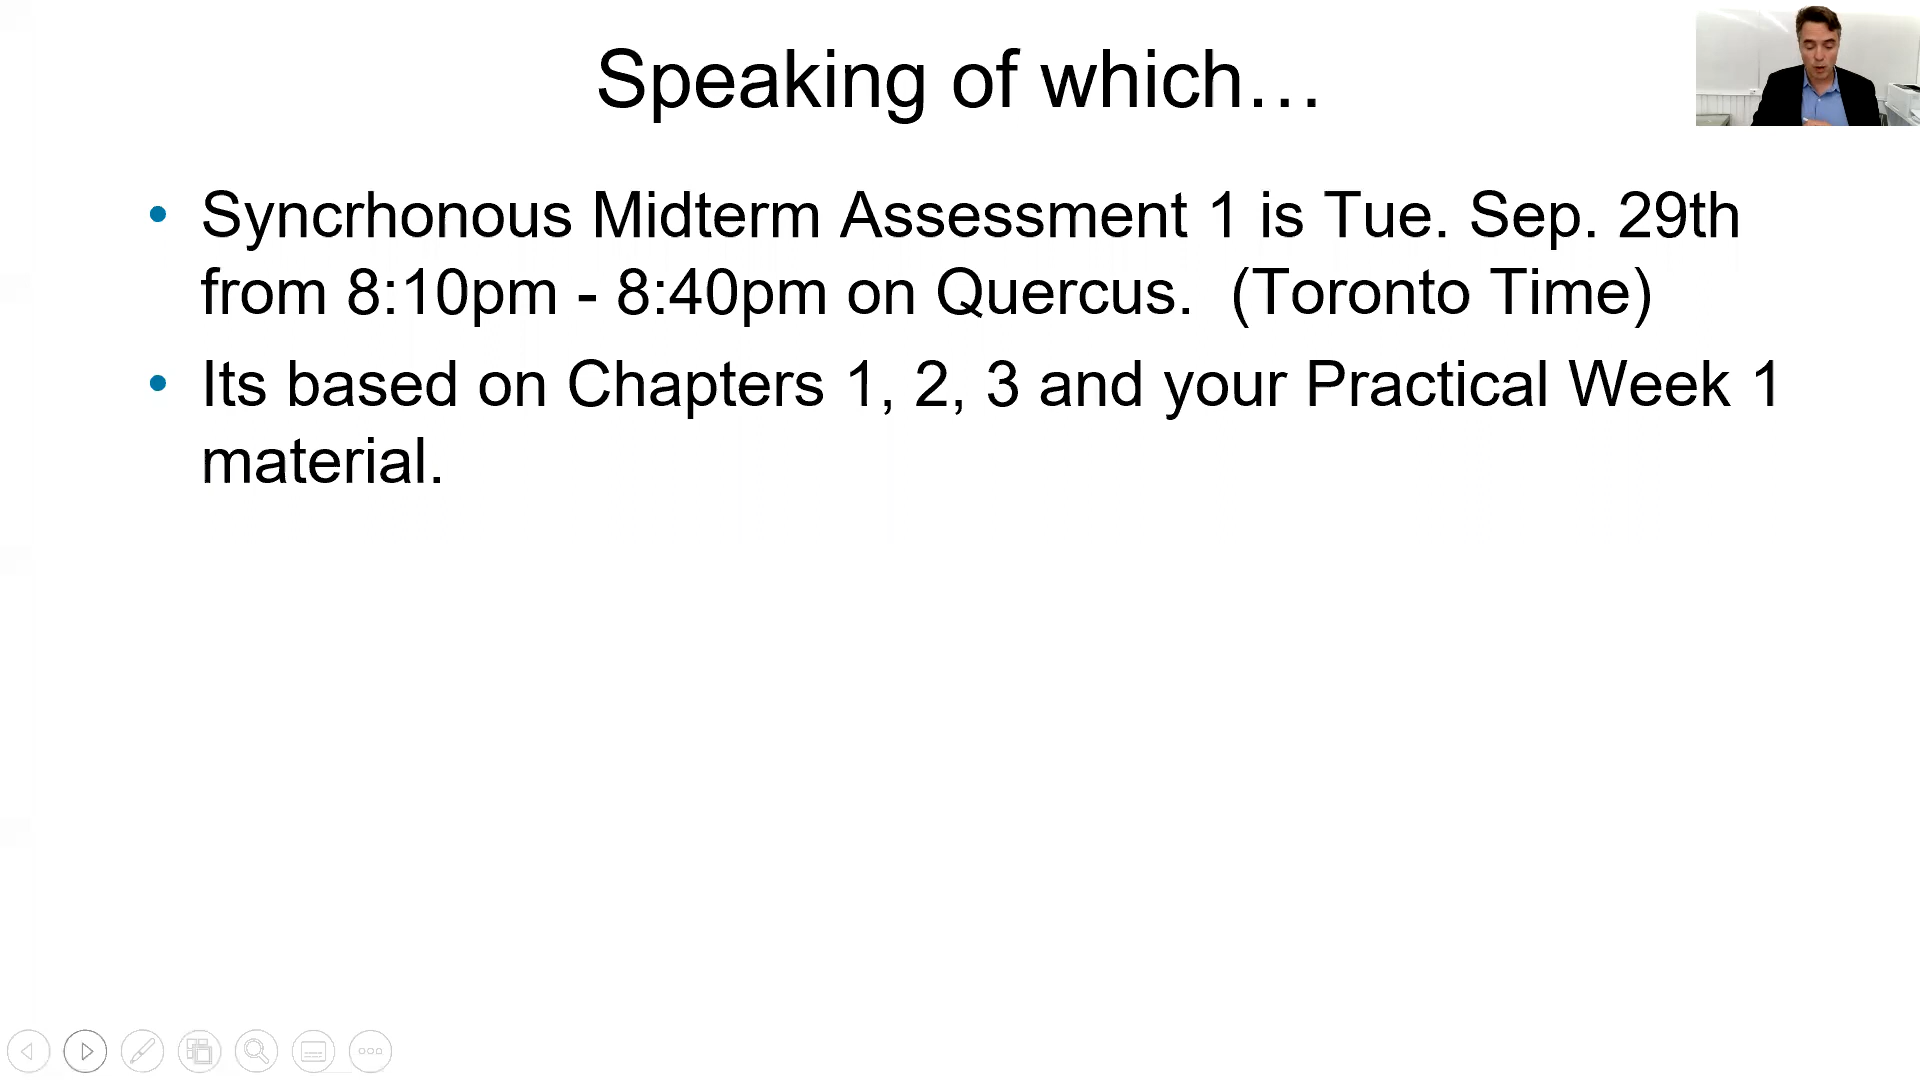 Speaking of which…
• Syncrhonous Midterm Assessment 1 is Tue. Sep. 29th
from 8:10pm - 8:40pm on Quercus.  (Toronto Time)
• Its based on Chapters 1, 2, 3 and your Practical Week 1
material.